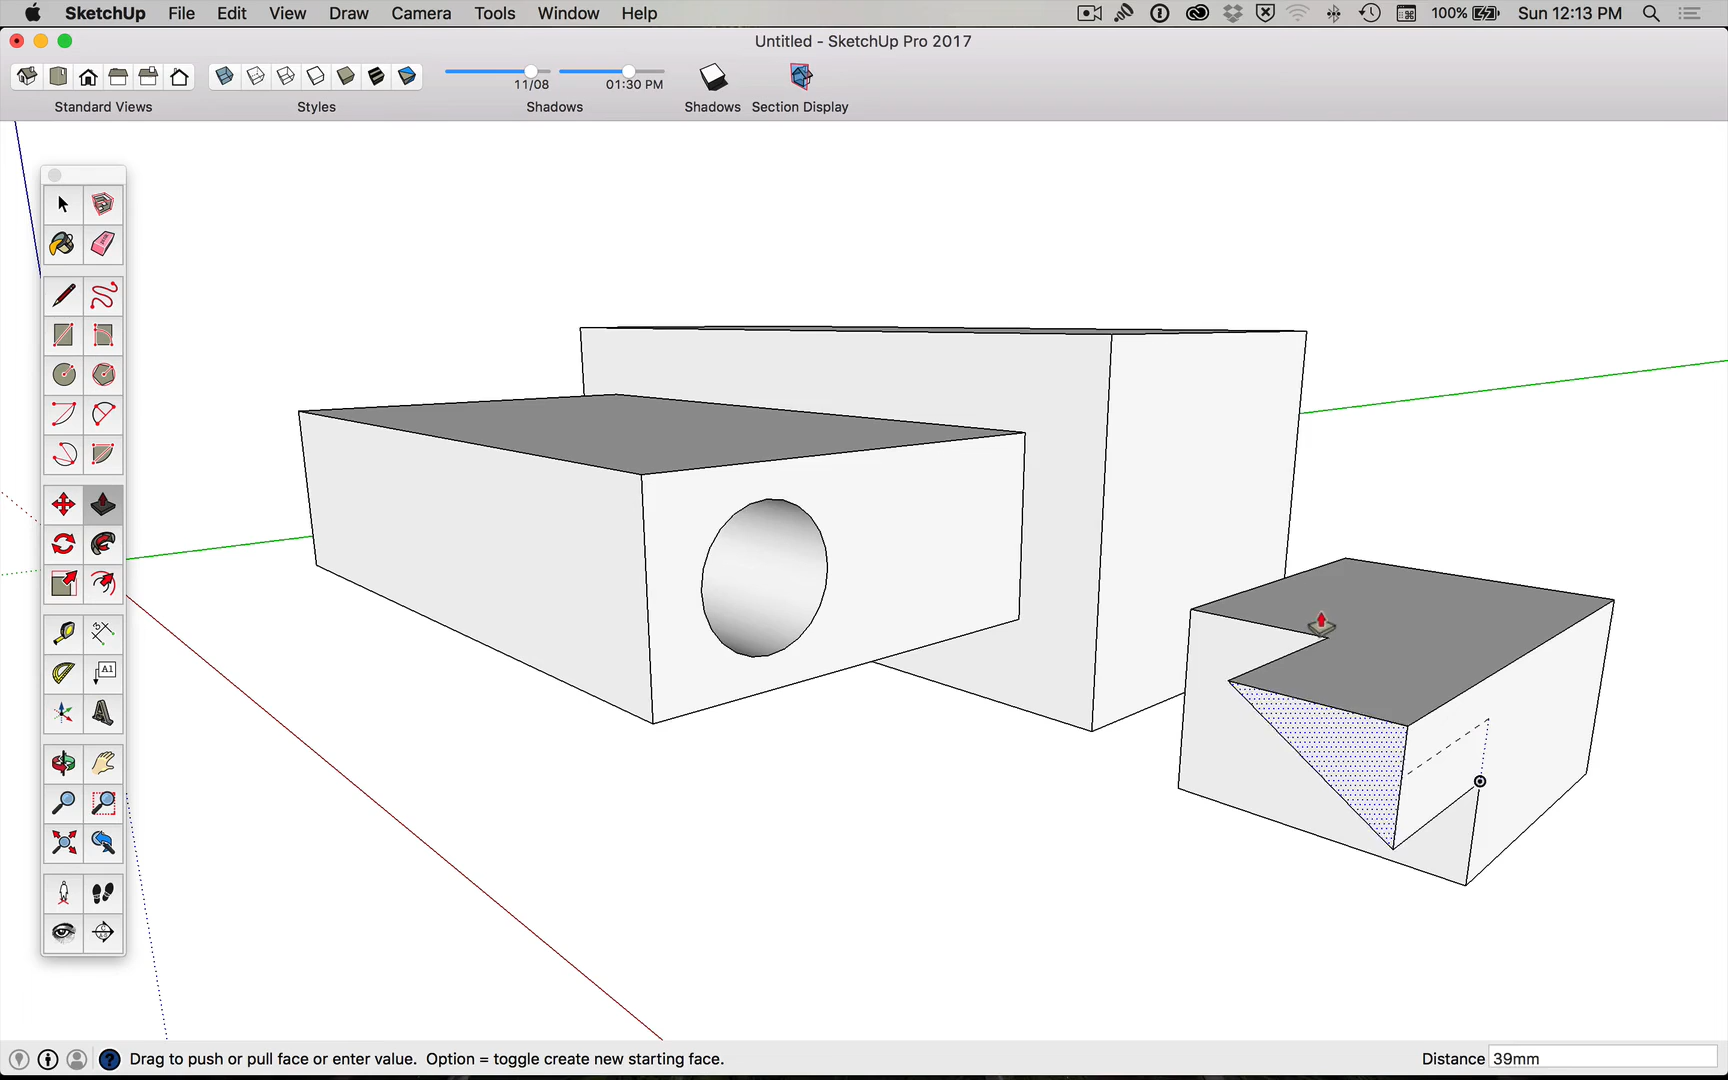 SketchUp File Edit View Draw Camera Tools Window Help 100% Sun 12:13 PM
Untitled - SketchUp Pro 2017
11/08 01:30 PM
Standard Views Styles Shadows Shadows Section Display
A1
Drag to push or pull face or enter value. Option = toggle create new starting face. Distance 39mm